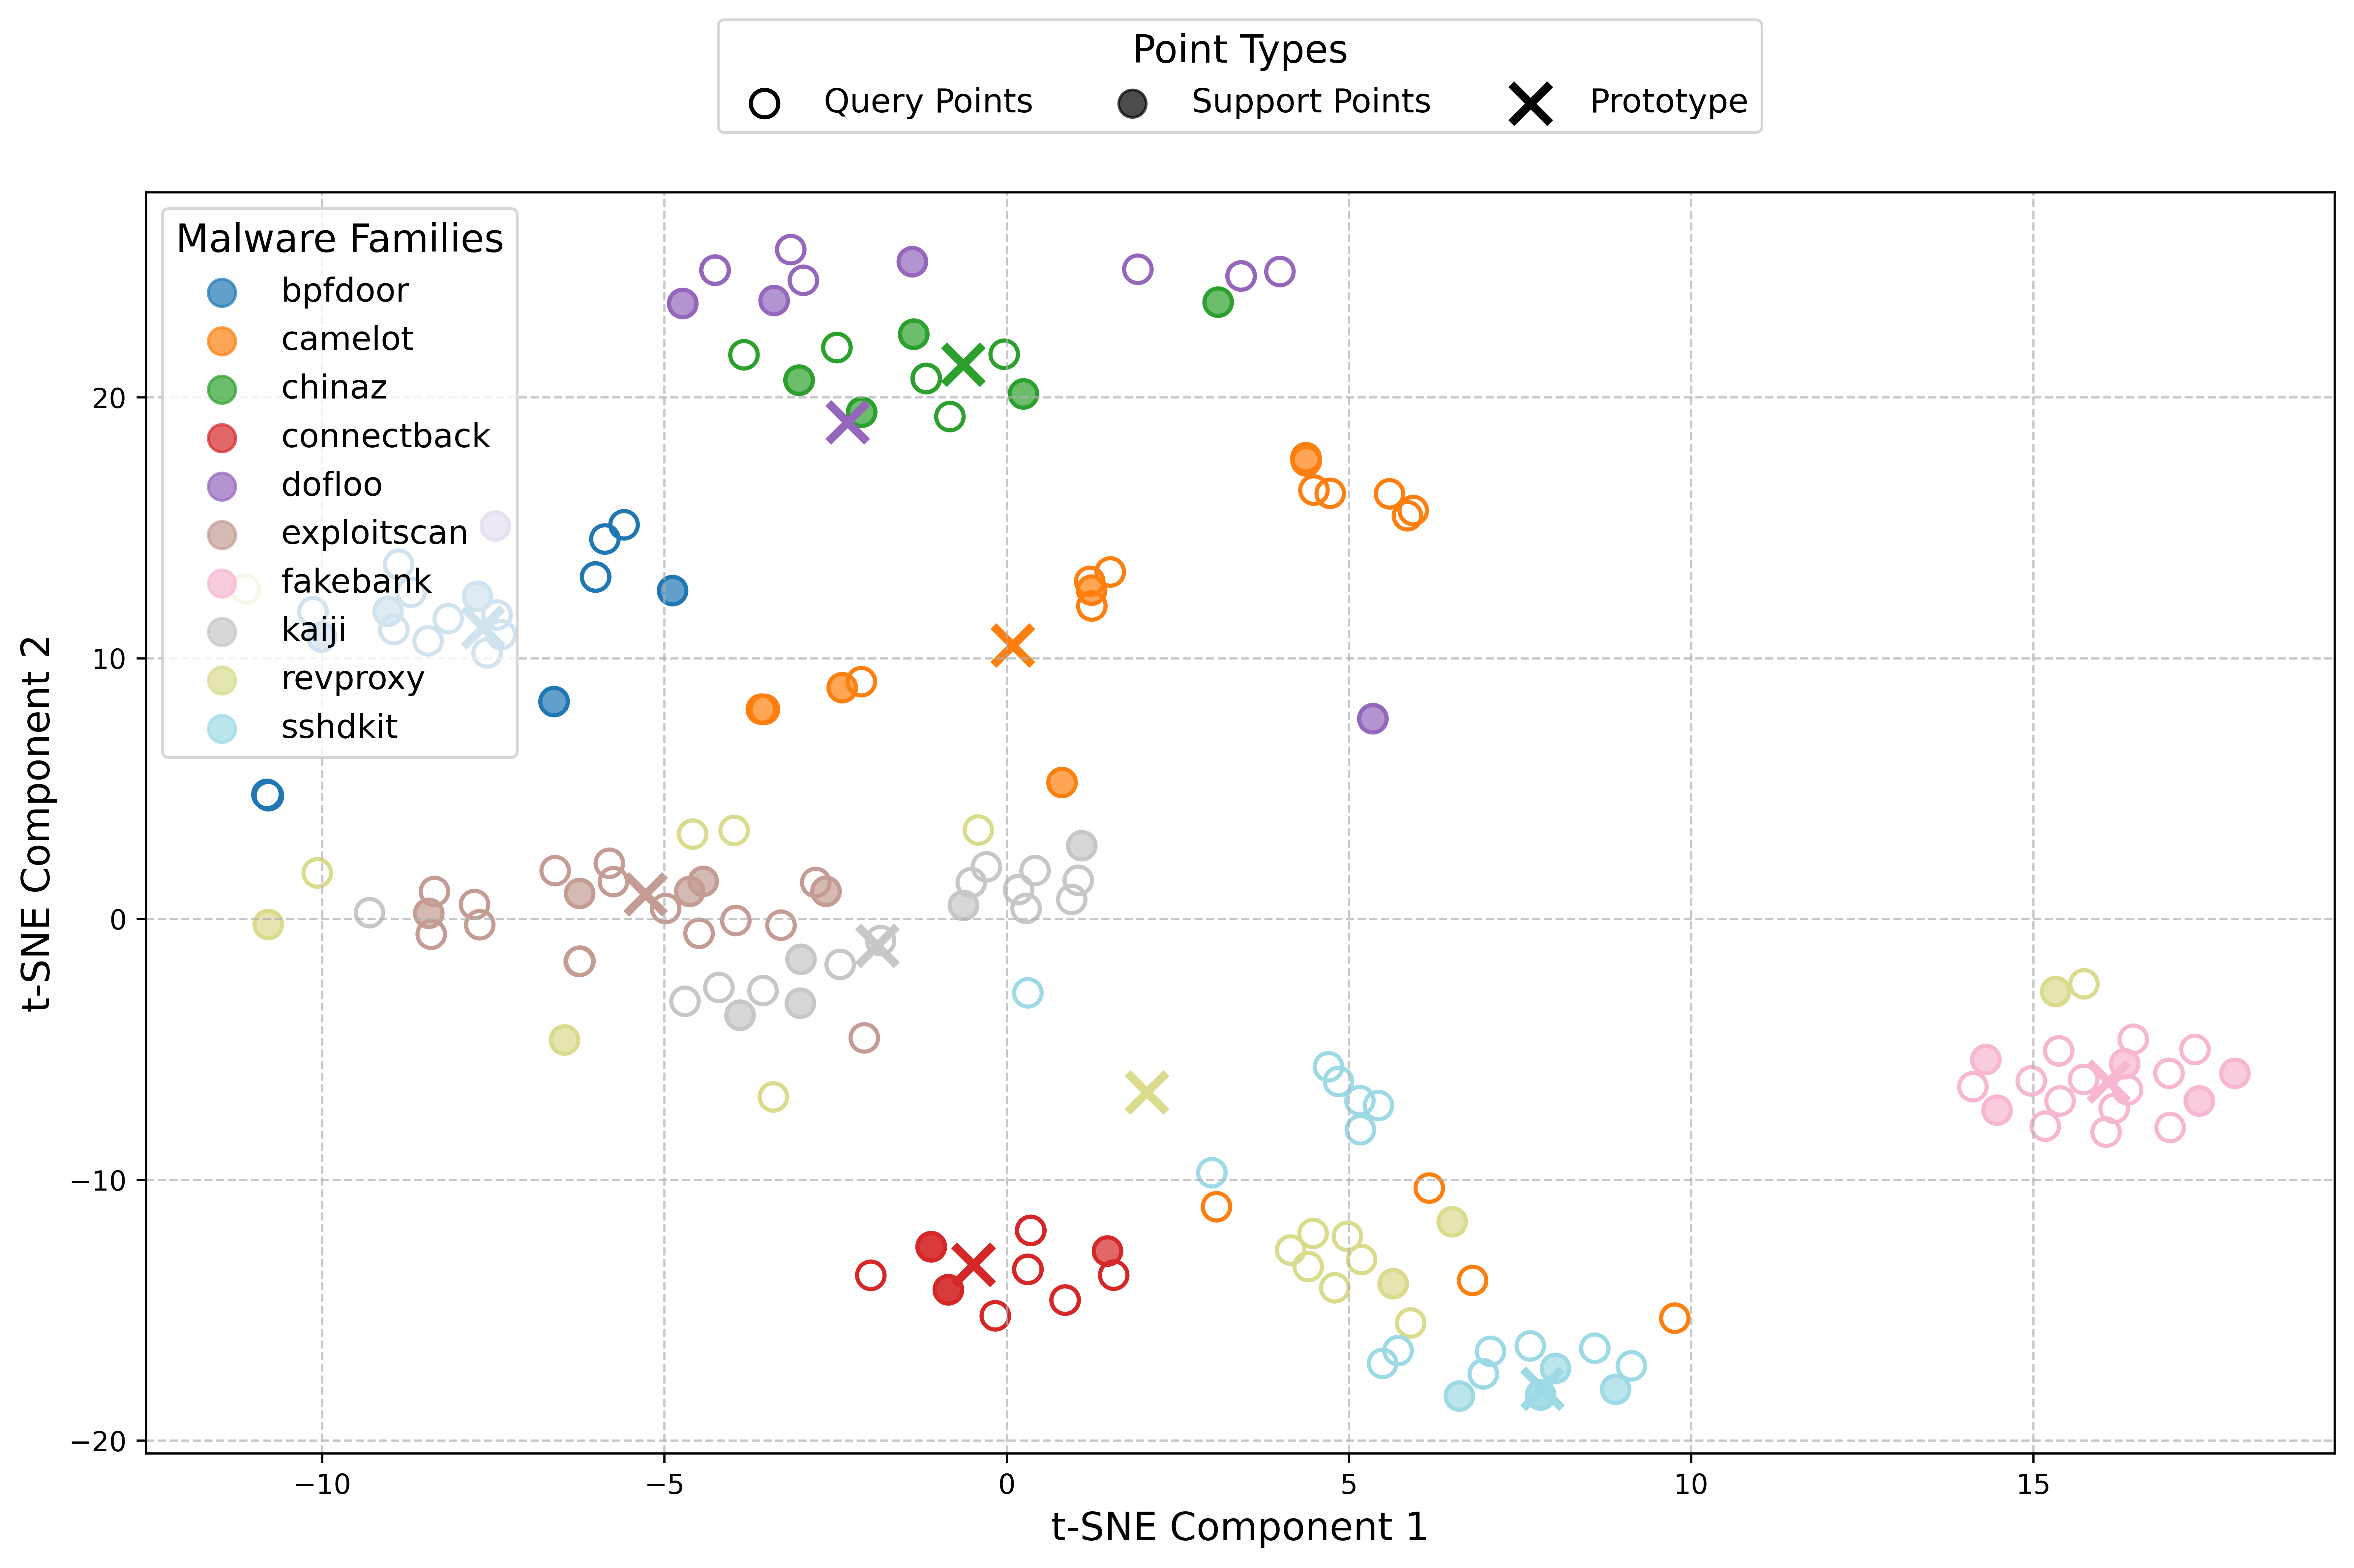 Point Types
Query Points Support Points Prototype
Malware Families
bpfdoor
camelot
chinaz
connectback
dofloo
exploitscan
fakebank
kaiji
revproxy
sshdkit
20
10
0
−10
−20
t-SNE Component 2
−10 −5 0 5 10 15
t-SNE Component 1